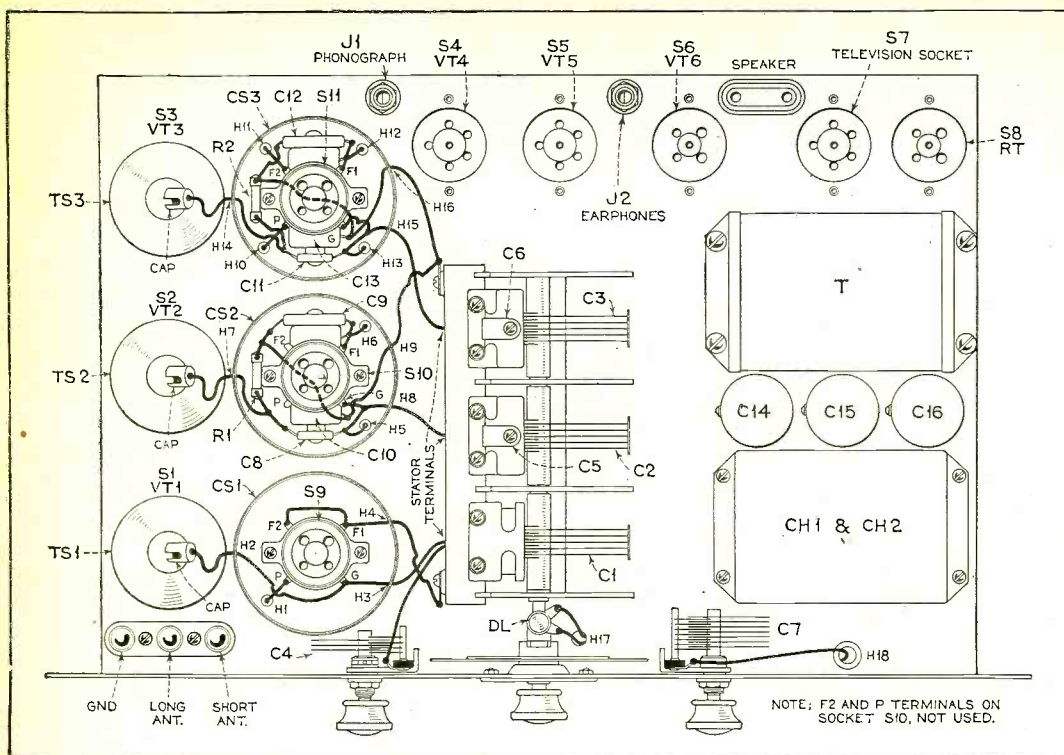 J1
PHONOGRAPH
S4
VT4
S5
VT5
S6
VT6
SPEAKER
S7
TELEVISION SOCKET
S3
VT3
CS3
C12
S11
H11
H12
R2
F2
F1
S8
RT
TS3
H16
J2
EARPHONES
P
G
H15
H14
H10
H13
CAP
C11
C13
C6
C3
T
S2
VT2
CS2
C9
H7
F2
F1
H6
H9
S10
TS2
P
G
H8
CAP
R1
H5
C8
C10
STATOR
TERMINALS
C5
C2
C14
C15
C16
S1
VT1
CS1
S9
F2
F1
H4
CH1 & CH2
TS1
H2
P
G
C1
CAP
H1
H3
DL
H17
C4
C7
H18
GND
LONG
ANT.
SHORT
ANT.
NOTE; F2 AND P TERMINALS ON
SOCKET S10, NOT USED.